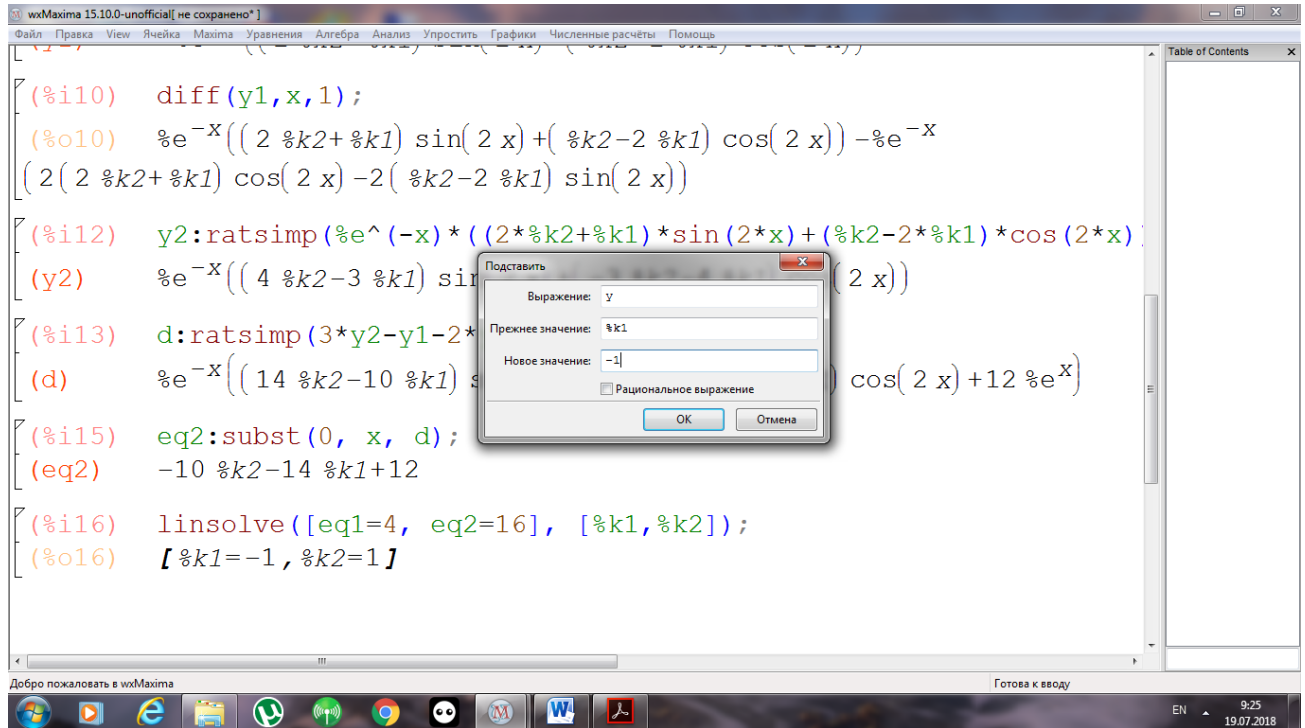 wxMaxima 15.10.0-unofficial[ не сохранено* ]
Файл Правка View Ячейка Maxima Уравнения Алгебра Анализ Упростить Графики Численные расчёты Помощь
Table of Contents
(%i10) diff(y1,x,1);
(%o10) %e^-x((2 %k2+%k1) sin(2 x)+(%k2-2 %k1) cos(2 x))-%e^-x
(2(2 %k2+%k1) cos(2 x)-2(%k2-2 %k1) sin(2 x))
(%i12) y2:ratsimp(%e^(-x)*((2*%k2+%k1)*sin(2*x)+(%k2-2*%k1)*cos(2*x)
(y2) %e^-x((4 %k2-3 %k1) sin 2 x))
(%i13) d:ratsimp(3*y2-y1-2*
(d) %e^-x((14 %k2-10 %k1) cos(2 x)+12 %e^x)
(%i15) eq2:subst(0, x, d);
(eq2) -10 %k2-14 %k1+12
(%i16) linsolve([eq1=4, eq2=16], [%k1,%k2]);
(%o16) [%k1=-1,%k2=1]
Подставить
Выражение: y
Прежнее значение: %k1
Новое значение: -1
Рациональное выражение
OK Отмена
Добро пожаловать в wxMaxima Готова к вводу
EN 9:25
19.07.2018